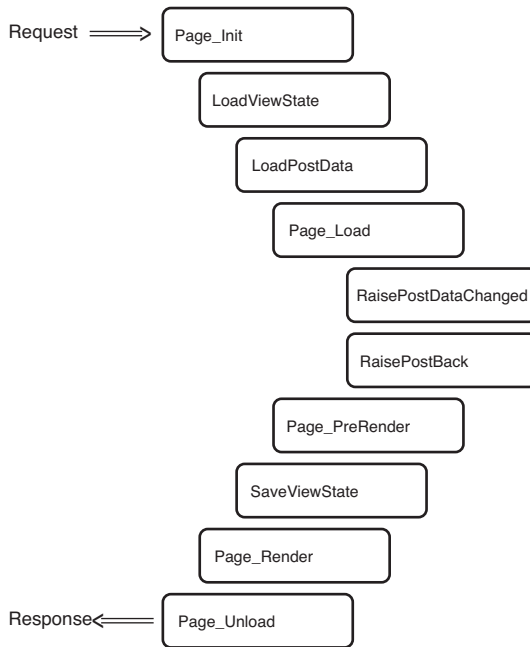 Request
Page_Init
LoadViewState
LoadPostData
Page_Load
RaisePostDataChanged
RaisePostBack
Page_PreRender
SaveViewState
Page_Render
Response
Page_Unload